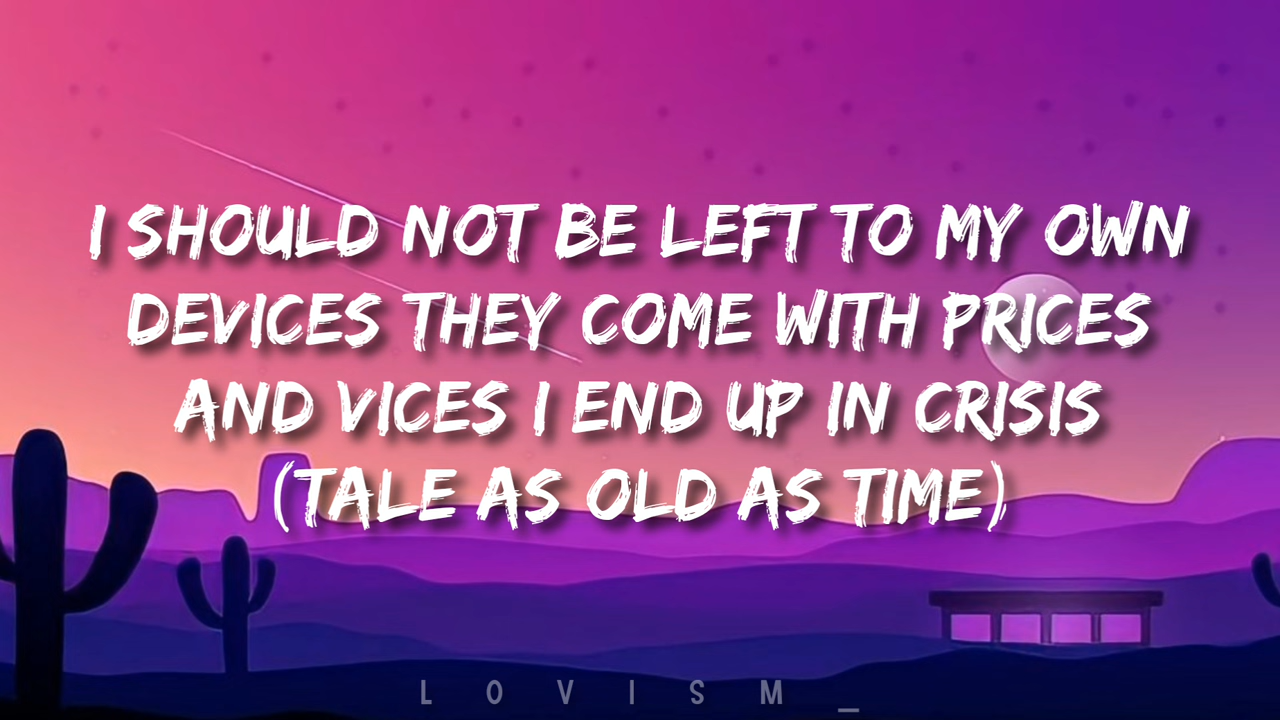 I SHOULD NOT BE LEFT TO MY OWN
DEVICES THEY COME WITH PRICES
AND VICES I END UP IN CRISIS
(TALE AS OLD AS TIME)
LOVISM_